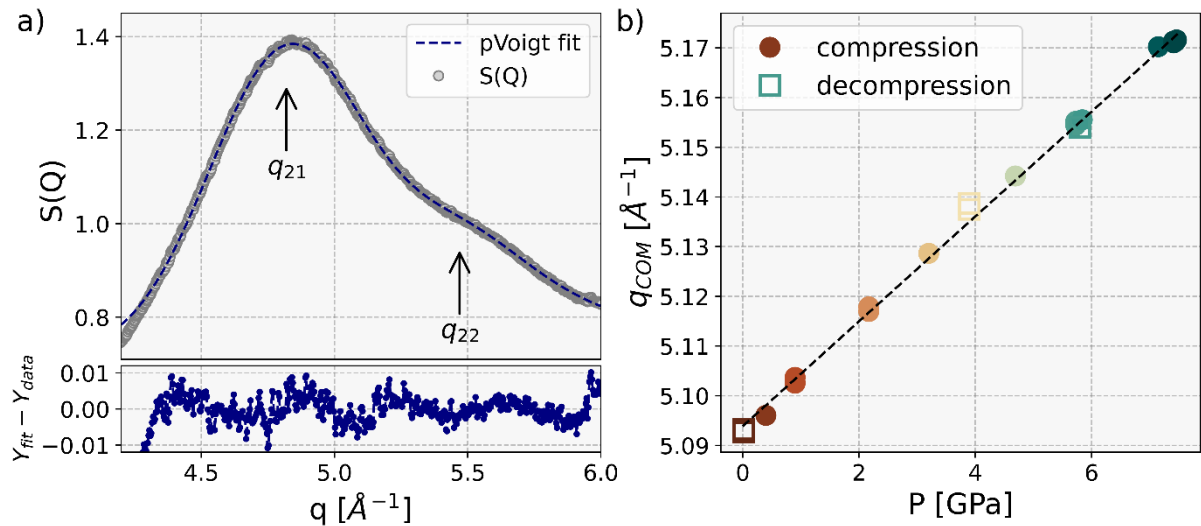 a)
1.4
1.2
1.0
0.8
S(Q)
pVoigt fit
S(Q)
q21
q22
0.01
0.00
−0.01
Yfit − Ydata
4.5
5.0
5.5
6.0
q [Å−1]
b)
5.17
5.16
5.15
5.14
5.13
5.12
5.11
5.10
5.09
qCOM [Å−1]
compression
decompression
0
2
4
6
P [GPa]